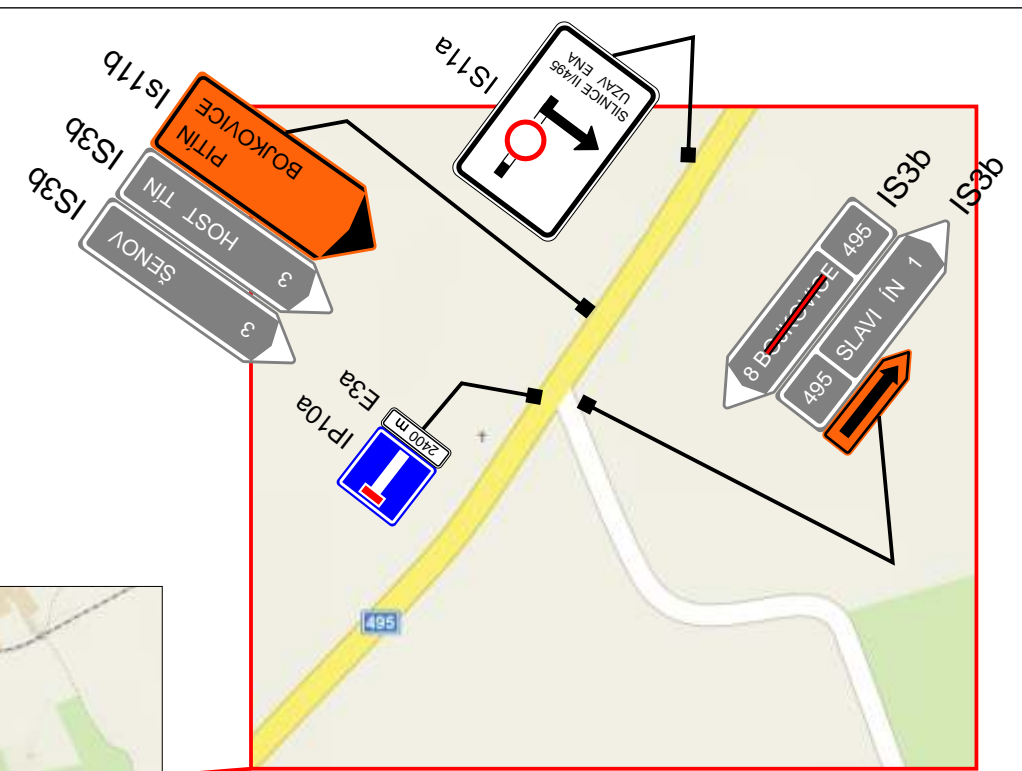 IS11a
SILNICE II/495
UZAV ENA
Is11b
PITÍN
BOJKOVICE
IS3b
HOST TÍN 3
IS3b
ŠENOV 3
E3a
2400 m
IP10a
IS3b
8 BOJKOVICE 495
IS3b
495 SLAVI ÍN 1
495